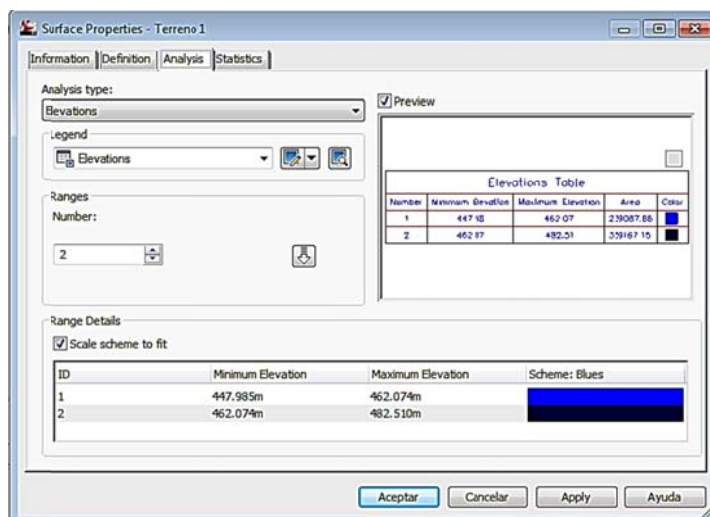 Surface Properties - Terreno 1
Information Definition Analysis Statistics
Analysis type:
Elevations
Preview
Legend
Elevations
Elevations Table
Number Minimum Elevation Maximum Elevation Area Color
1 462.07
2 482.51
Ranges
Number:
2
Range Details
Scale scheme to fit
ID Minimum Elevation Maximum Elevation Scheme: Blues
1 447.985m 462.074m
2 462.074m 482.510m
Aceptar Cancelar Apply Ayuda